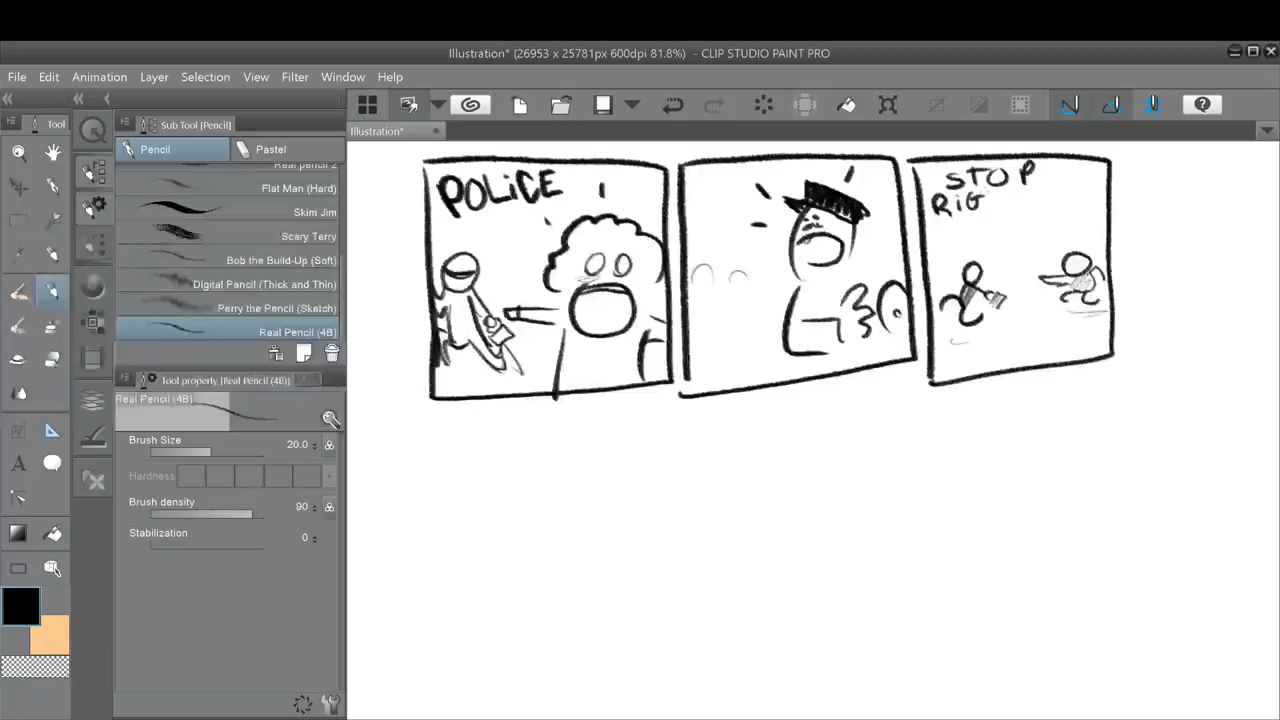 Illustration* (26953 x 25781px 600dpi 81.8%) - CLIP STUDIO PAINT PRO
File Edit Animation Layer Selection View Filter Window Help
Tool
Sub Tool [Pencil]
Illustration*
Pencil Pastel
Real pencil 2
Flat Man (Hard)
Skim Jim
Scary Terry
Bob the Build-Up (Soft)
Digital Pencil (Thick and Thin)
Perry the Pencil (Sketch)
Real Pencil (4B)
Tool property [Real Pencil (4B)]
Real Pencil (4B)
Brush Size 20.0
Hardness
Brush density 90
Stabilization 0
POLiCE
STOP
RiG